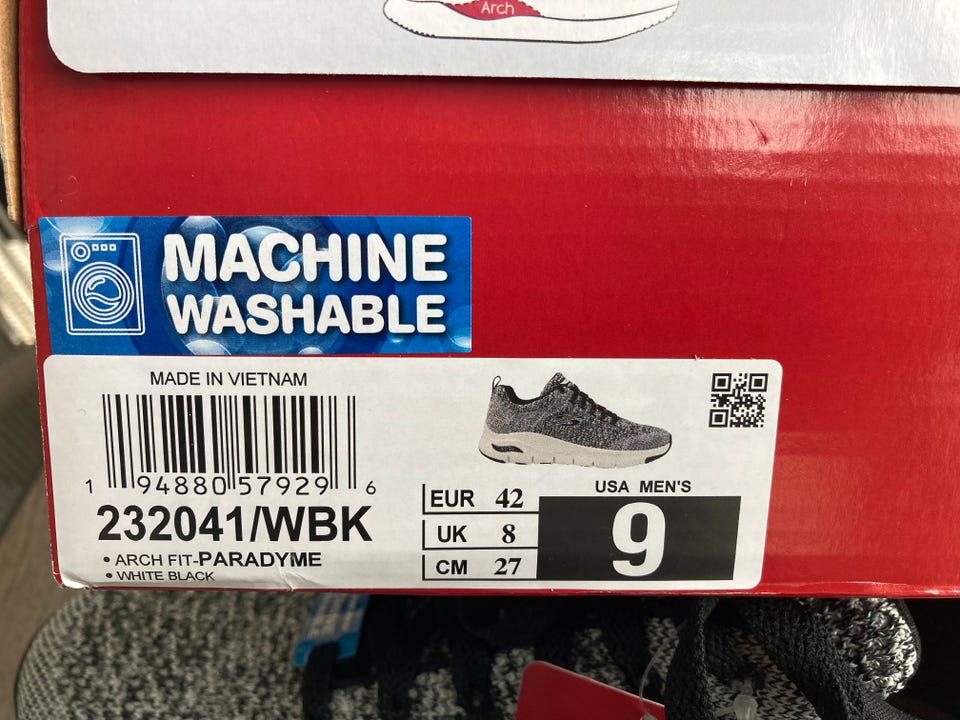 Arch
MACHINE
WASHABLE
MADE IN VIETNAM
1 94880 57929 6
232041/WBK
• ARCH FIT-PARADYME
• WHITE BLACK
EUR 42
UK 8
CM 27
USA MEN'S
9